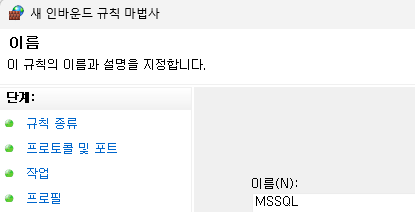 새 인바운드 규칙 마법사
이름
이 규칙의 이름과 설명을 지정합니다.
단계:
규칙 종류
프로토콜 및 포트
작업
프로필
이름(N):
MSSQL